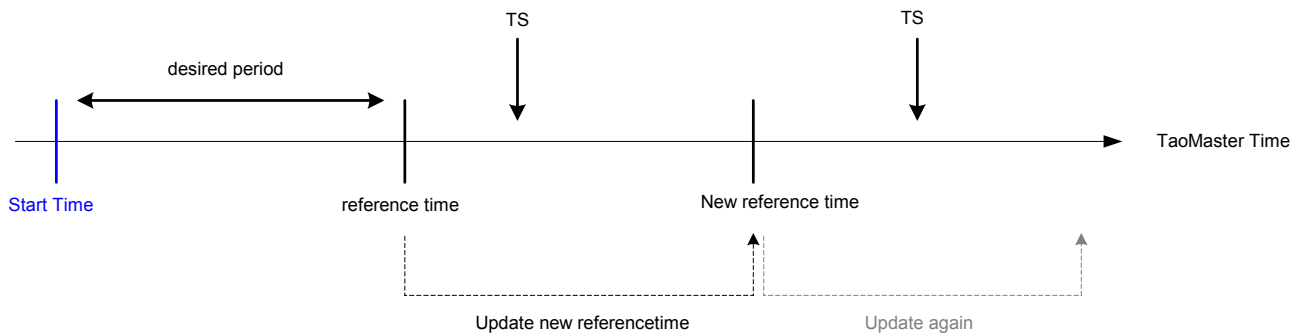 TS
TS
desired period
TaoMaster Time
Start Time
reference time
New reference time
Update new referencetime
Update again